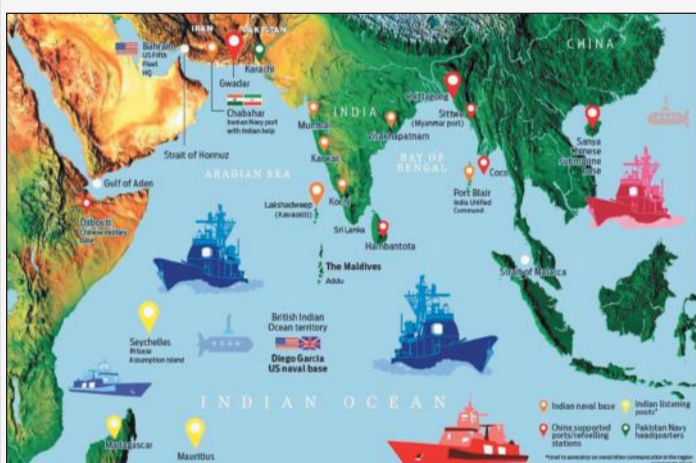 IRAN
PAKISTAN
CHINA
Bahrain
US Fifth
Fleet
HQ
Karachi
Gwadar
Chabahar
Iranian Navy port
with Indian help
Strait of Hormuz
INDIA
Mumbai
Karwar
Visakhapatnam
Chittagong
Sittwe
(Myanmar port)
Sanya
Chinese
submarine
base
ARABIAN SEA
BAY OF
BENGAL
Coco
Port Blair
India Unified
Command
Gulf of Aden
Djibouti
Chinese military
base
Lakshadweep
(Kavaratti)
Kochi
Sri Lanka
Hambantota
The Maldives
Addu
Strait of Malacca
Seychelles
IN base
Assumption Island
British Indian
Ocean territory
Diego Garcia
US naval base
INDIAN OCEAN
Madagascar
Mauritius
Indian naval base
Indian listening
posts*
China supported
ports/refuelling
stations
Pakistan Navy
headquarters